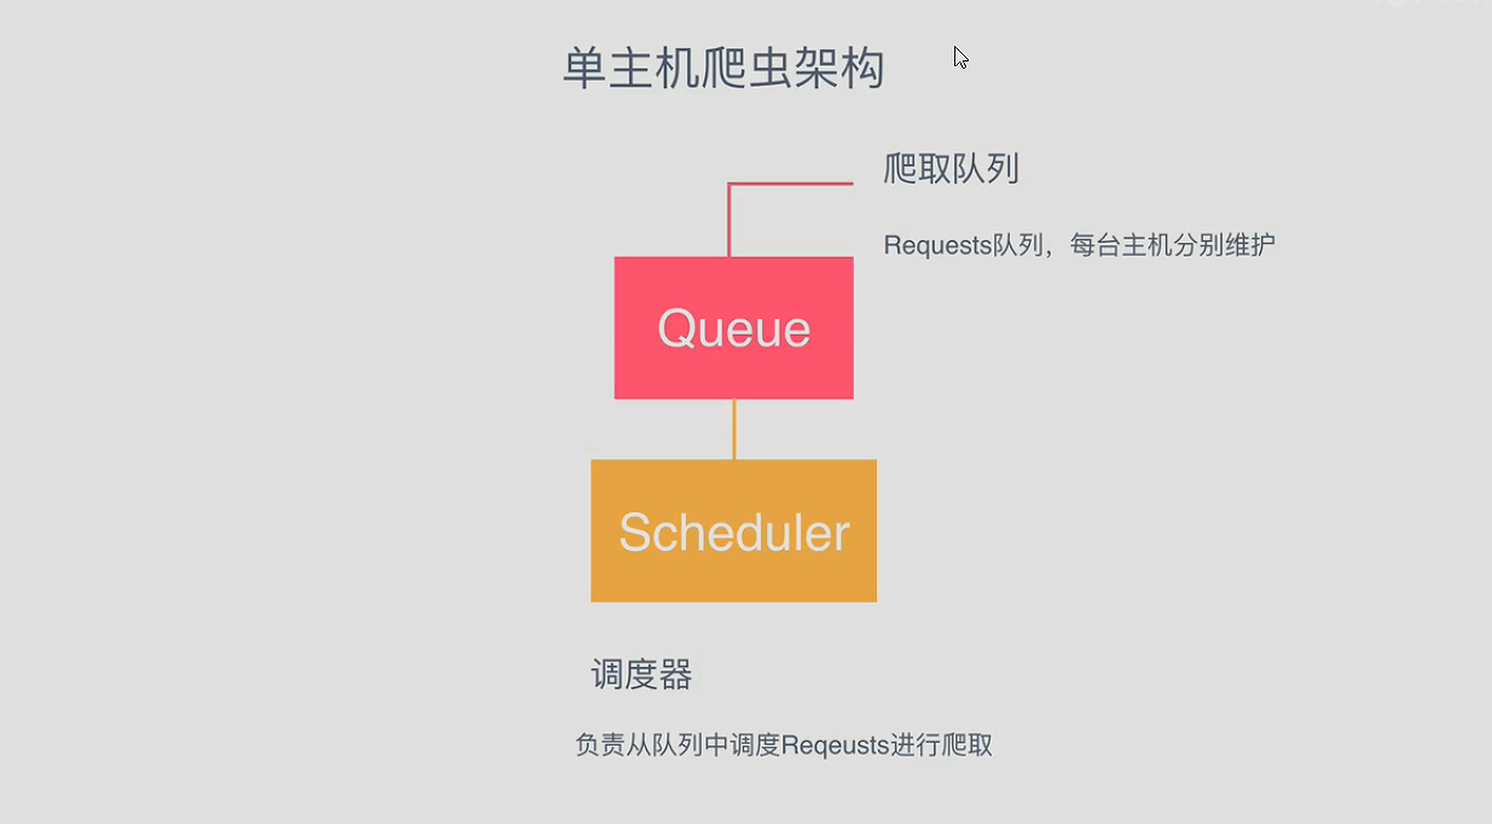 单主机爬虫架构
爬取队列
Requests队列，每台主机分别维护
Queue
Scheduler
调度器
负责从队列中调度Reqeusts进行爬取